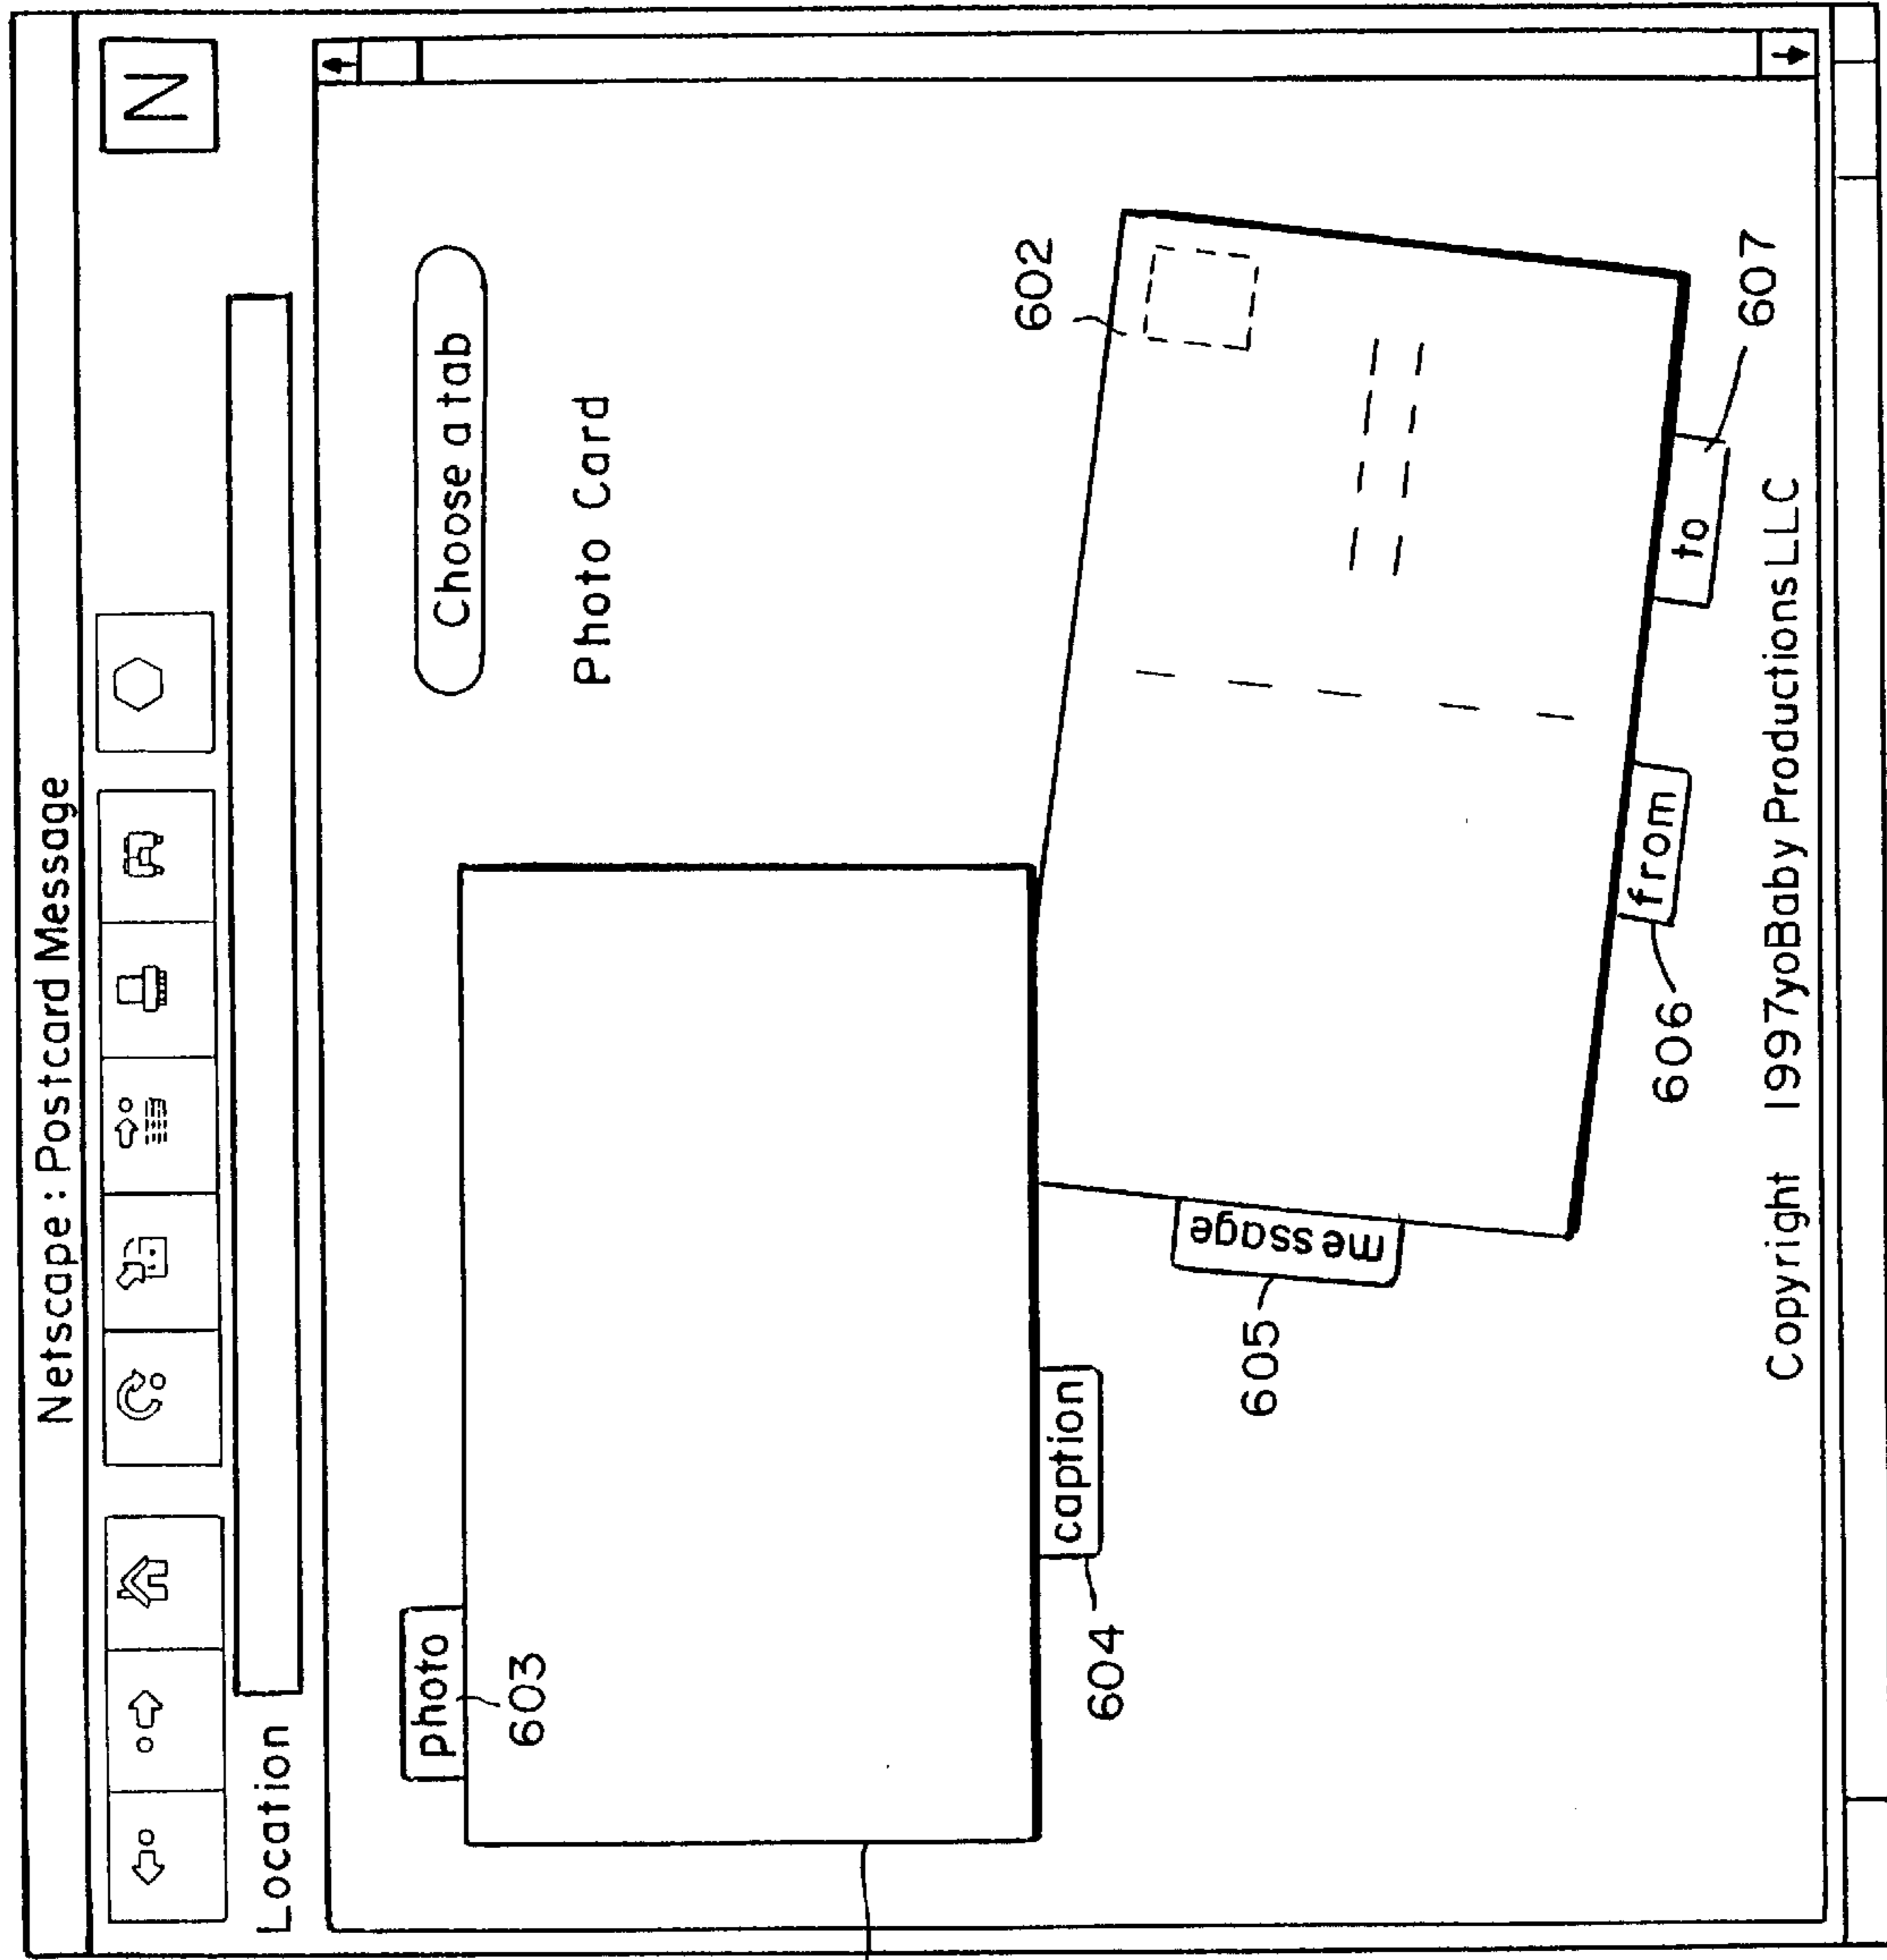 Netscape : Postcard Message
N
Location
Choose a tab
Photo Card
photo
603
602
caption
604
message
605
from
606
to
607
Copyright 1997yoBaby Productions LLC